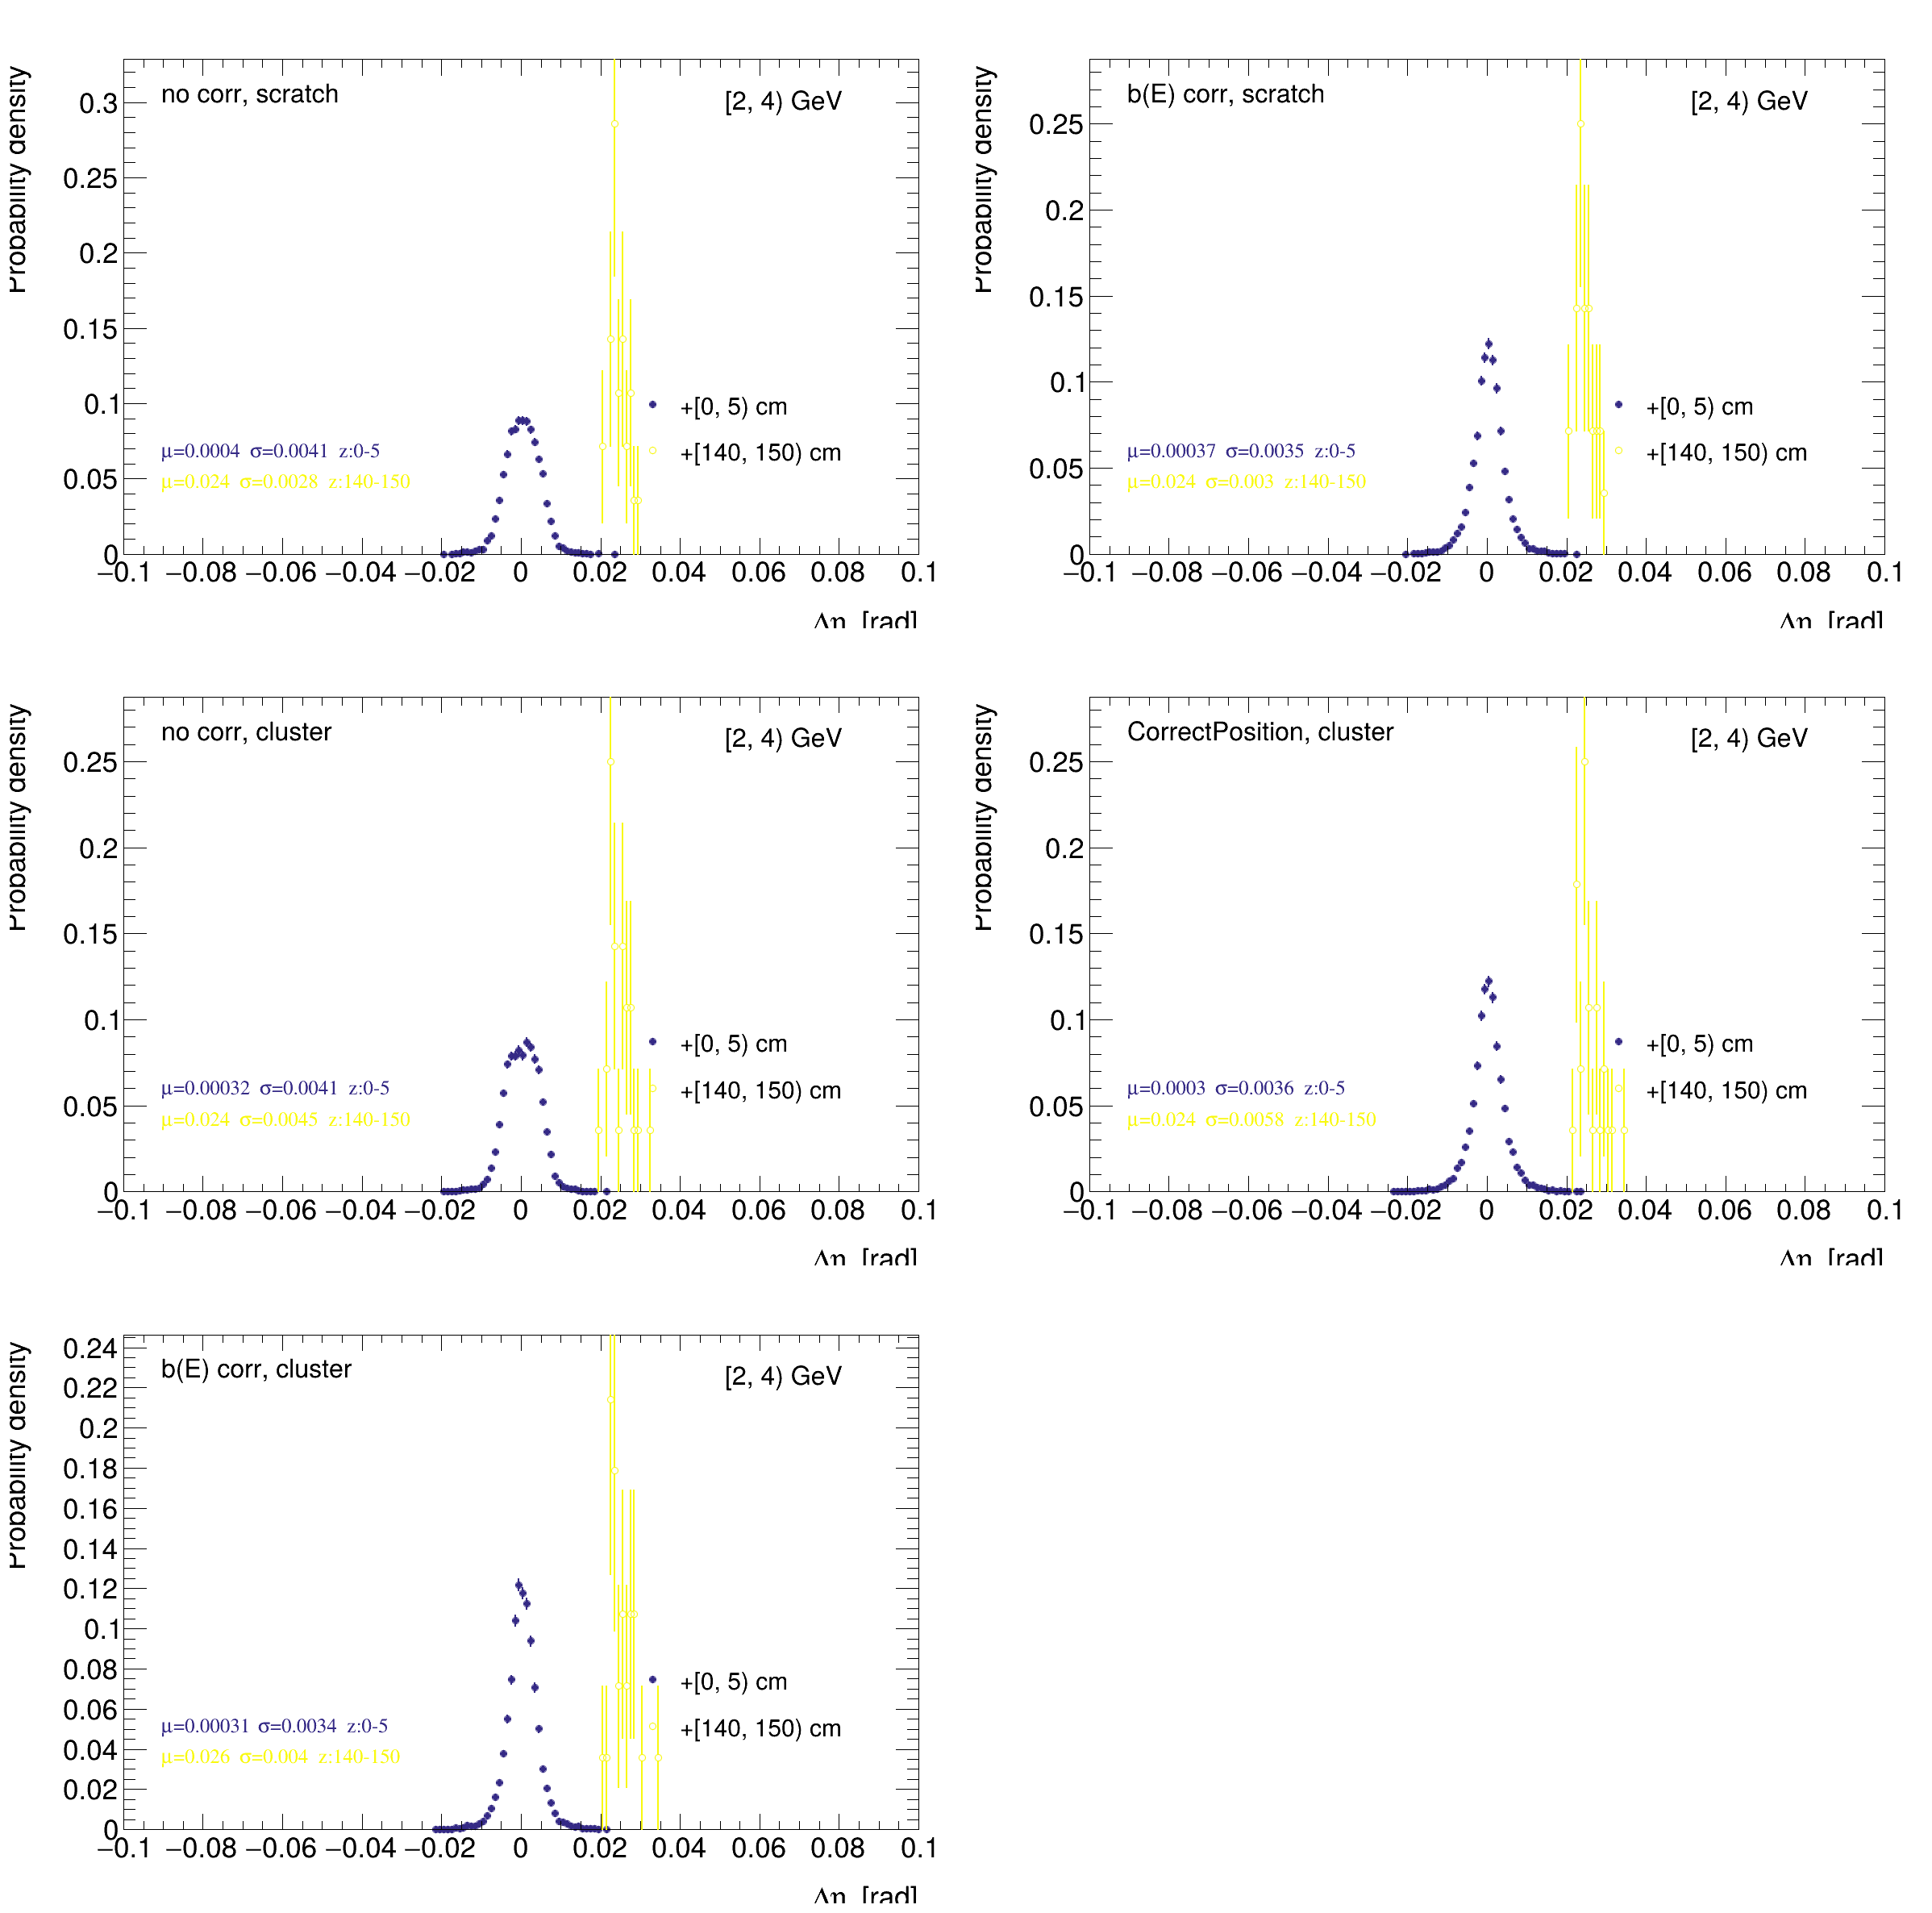 no corr, scratch
[2, 4) GeV
Probability density
0.3
0.25
0.2
0.15
0.1
0.05
0
+[0, 5) cm
+[140, 150) cm
μ=0.0004 σ=0.0041 z:0-5
μ=0.024 σ=0.0028 z:140-150
−0.1 −0.08 −0.06 −0.04 −0.02 0 0.02 0.04 0.06 0.08 0.1
Δη [rad]
b(E) corr, scratch
[2, 4) GeV
Probability density
0.25
0.2
0.15
0.1
0.05
0
+[0, 5) cm
+[140, 150) cm
μ=0.00037 σ=0.0035 z:0-5
μ=0.024 σ=0.003 z:140-150
−0.1 −0.08 −0.06 −0.04 −0.02 0 0.02 0.04 0.06 0.08 0.1
Δη [rad]
no corr, cluster
[2, 4) GeV
Probability density
0.25
0.2
0.15
0.1
0.05
0
+[0, 5) cm
+[140, 150) cm
μ=0.00032 σ=0.0041 z:0-5
μ=0.024 σ=0.0045 z:140-150
−0.1 −0.08 −0.06 −0.04 −0.02 0 0.02 0.04 0.06 0.08 0.1
Δη [rad]
CorrectPosition, cluster
[2, 4) GeV
Probability density
0.25
0.2
0.15
0.1
0.05
0
+[0, 5) cm
+[140, 150) cm
μ=0.0003 σ=0.0036 z:0-5
μ=0.024 σ=0.0058 z:140-150
−0.1 −0.08 −0.06 −0.04 −0.02 0 0.02 0.04 0.06 0.08 0.1
Δη [rad]
b(E) corr, cluster
[2, 4) GeV
Probability density
0.24
0.22
0.2
0.18
0.16
0.14
0.12
0.1
0.08
0.06
0.04
0.02
0
+[0, 5) cm
+[140, 150) cm
μ=0.00031 σ=0.0034 z:0-5
μ=0.026 σ=0.004 z:140-150
−0.1 −0.08 −0.06 −0.04 −0.02 0 0.02 0.04 0.06 0.08 0.1
Δη [rad]